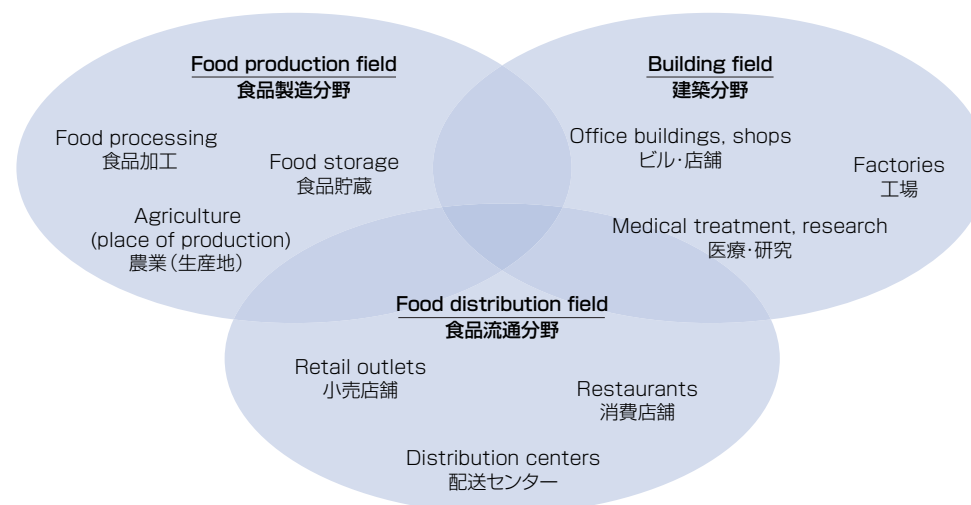 Food production field
食品製造分野
Food processing
食品加工
Food storage
食品貯蔵
Agriculture
(place of production)
農業(生産地)
Building field
建築分野
Office buildings, shops
ビル・店舗
Factories
工場
Medical treatment, research
医療・研究
Food distribution field
食品流通分野
Retail outlets
小売店舗
Restaurants
消費店舗
Distribution centers
配送センター